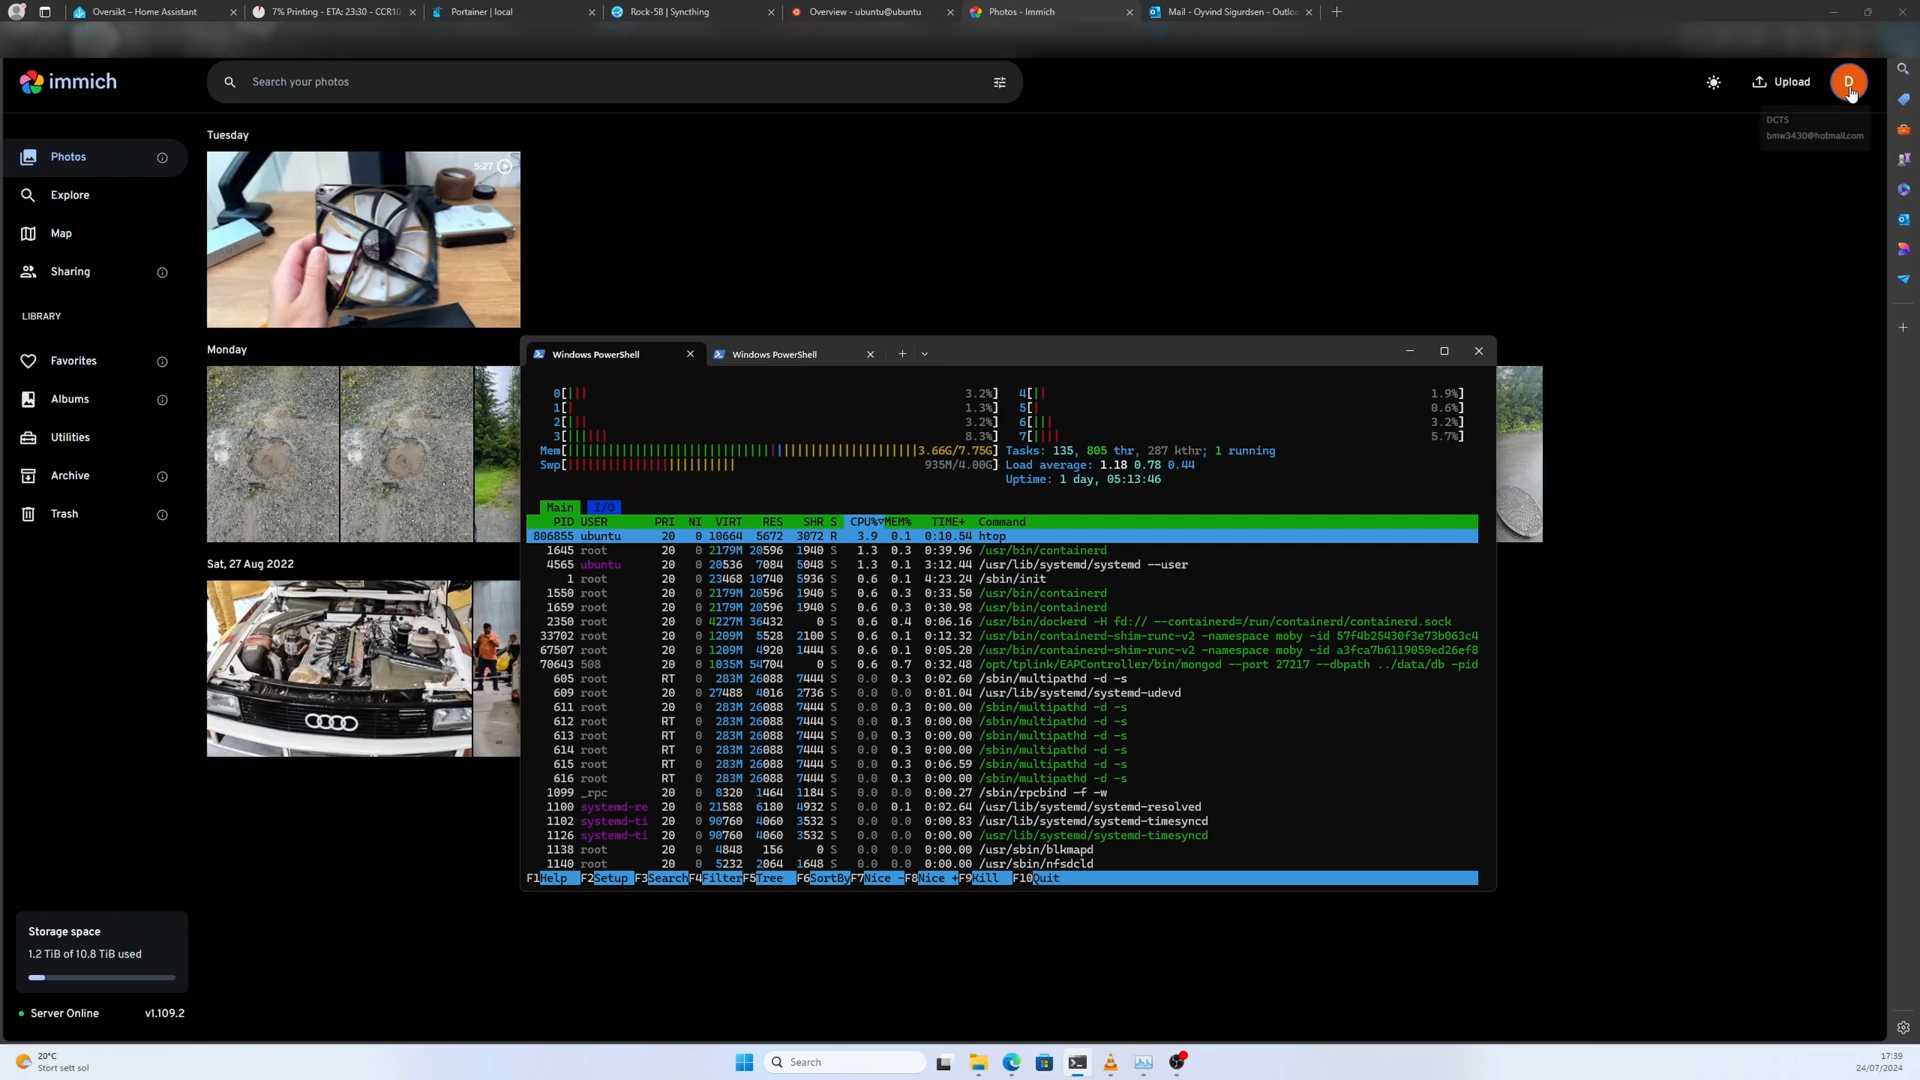 Oversikt – Home Assistant
7% Printing - ETA: 23:30 - CCR10
Portainer | local
Rock-58 | Syncthing
Overview - ubuntu@ubuntu
Photos - Immich
Mail - Oyvind Sigurdsen - Outlo
immich
Search your photos
Upload
D
DCTS
bmw3430@hotmail.com
Photos
Explore
Map
Sharing
LIBRARY
Favorites
Albums
Utilities
Archive
Trash
Storage space
1.2 TiB of 10.8 TiB used
Server Online v1.109.2
Tuesday
5:27
Monday
Sat, 27 Aug 2022
Windows PowerShell
Windows PowerShell
0[||| 3.2%] 4[|| 1.9%]
1[| 1.3%] 5[| 0.6%]
2[||| 3.2%] 6[||| 3.2%]
3[|||||| 8.3%] 7[|||| 5.7%]
Mem[3.66G/7.75G] Tasks: 135, 805 thr, 287 kthr; 1 running
Swp[935M/4.00G] Load average: 1.18 0.78 0.44
Uptime: 1 day, 05:13:46
Main I/O
PID USER PRI NI VIRT RES SHR S CPU%▽MEM% TIME+ Command
806855 ubuntu 20 0 10664 5672 3072 R 3.9 0.1 0:10.54 htop
1645 root 20 0 2179M 20596 1940 S 1.3 0.3 0:39.96 /usr/bin/containerd
4565 ubuntu 20 0 20536 7084 5048 S 1.3 0.1 3:12.44 /usr/lib/systemd/systemd --user
1 root 20 0 23468 10740 5936 S 0.6 0.1 4:23.24 /sbin/init
1550 root 20 0 2179M 20596 1940 S 0.6 0.3 0:33.50 /usr/bin/containerd
1659 root 20 0 2179M 20596 1940 S 0.6 0.3 0:30.98 /usr/bin/containerd
2350 root 20 0 4227M 36432 0 S 0.6 0.4 0:06.16 /usr/bin/dockerd -H fd:// --containerd=/run/containerd/containerd.sock
33702 root 20 0 1209M 5528 2100 S 0.6 0.1 0:12.32 /usr/bin/containerd-shim-runc-v2 -namespace moby -id 57f4b25430f3e73b063c4
67507 root 20 0 1209M 4920 1444 S 0.6 0.1 0:05.20 /usr/bin/containerd-shim-runc-v2 -namespace moby -id a3fca7b6119059ed26ef8
70643 508 20 0 1035M 54704 0 S 0.6 0.7 0:32.48 /opt/tplink/EAPController/bin/mongod --port 27217 --dbpath ../data/db -pid
605 root RT 0 283M 26088 7444 S 0.0 0.3 0:02.60 /sbin/multipathd -d -s
609 root 20 0 27488 4016 2736 S 0.0 0.0 0:01.04 /usr/lib/systemd/systemd-udevd
611 root 20 0 283M 26088 7444 S 0.0 0.3 0:00.00 /sbin/multipathd -d -s
612 root RT 0 283M 26088 7444 S 0.0 0.3 0:00.00 /sbin/multipathd -d -s
613 root RT 0 283M 26088 7444 S 0.0 0.3 0:00.00 /sbin/multipathd -d -s
614 root RT 0 283M 26088 7444 S 0.0 0.3 0:00.00 /sbin/multipathd -d -s
615 root RT 0 283M 26088 7444 S 0.0 0.3 0:06.59 /sbin/multipathd -d -s
616 root RT 0 283M 26088 7444 S 0.0 0.3 0:00.00 /sbin/multipathd -d -s
1099 _rpc 20 0 8320 1464 1184 S 0.0 0.0 0:00.27 /sbin/rpcbind -f -w
1100 systemd-re 20 0 21588 6180 4932 S 0.0 0.1 0:02.64 /usr/lib/systemd/systemd-resolved
1102 systemd-ti 20 0 90760 4060 3532 S 0.0 0.0 0:00.83 /usr/lib/systemd/systemd-timesyncd
1126 systemd-ti 20 0 90760 4060 3532 S 0.0 0.0 0:00.00 /usr/lib/systemd/systemd-timesyncd
1138 root 20 0 4848 156 0 S 0.0 0.0 0:00.00 /usr/sbin/blkmapd
1140 root 20 0 5232 2064 1648 S 0.0 0.0 0:00.00 /usr/sbin/nfsdcld
F1Help F2Setup F3SearchF4FilterF5Tree F6SortByF7Nice -F8Nice +F9Kill F10Quit
20°C
Stort sett sol
Search
17:39
24/07/2024